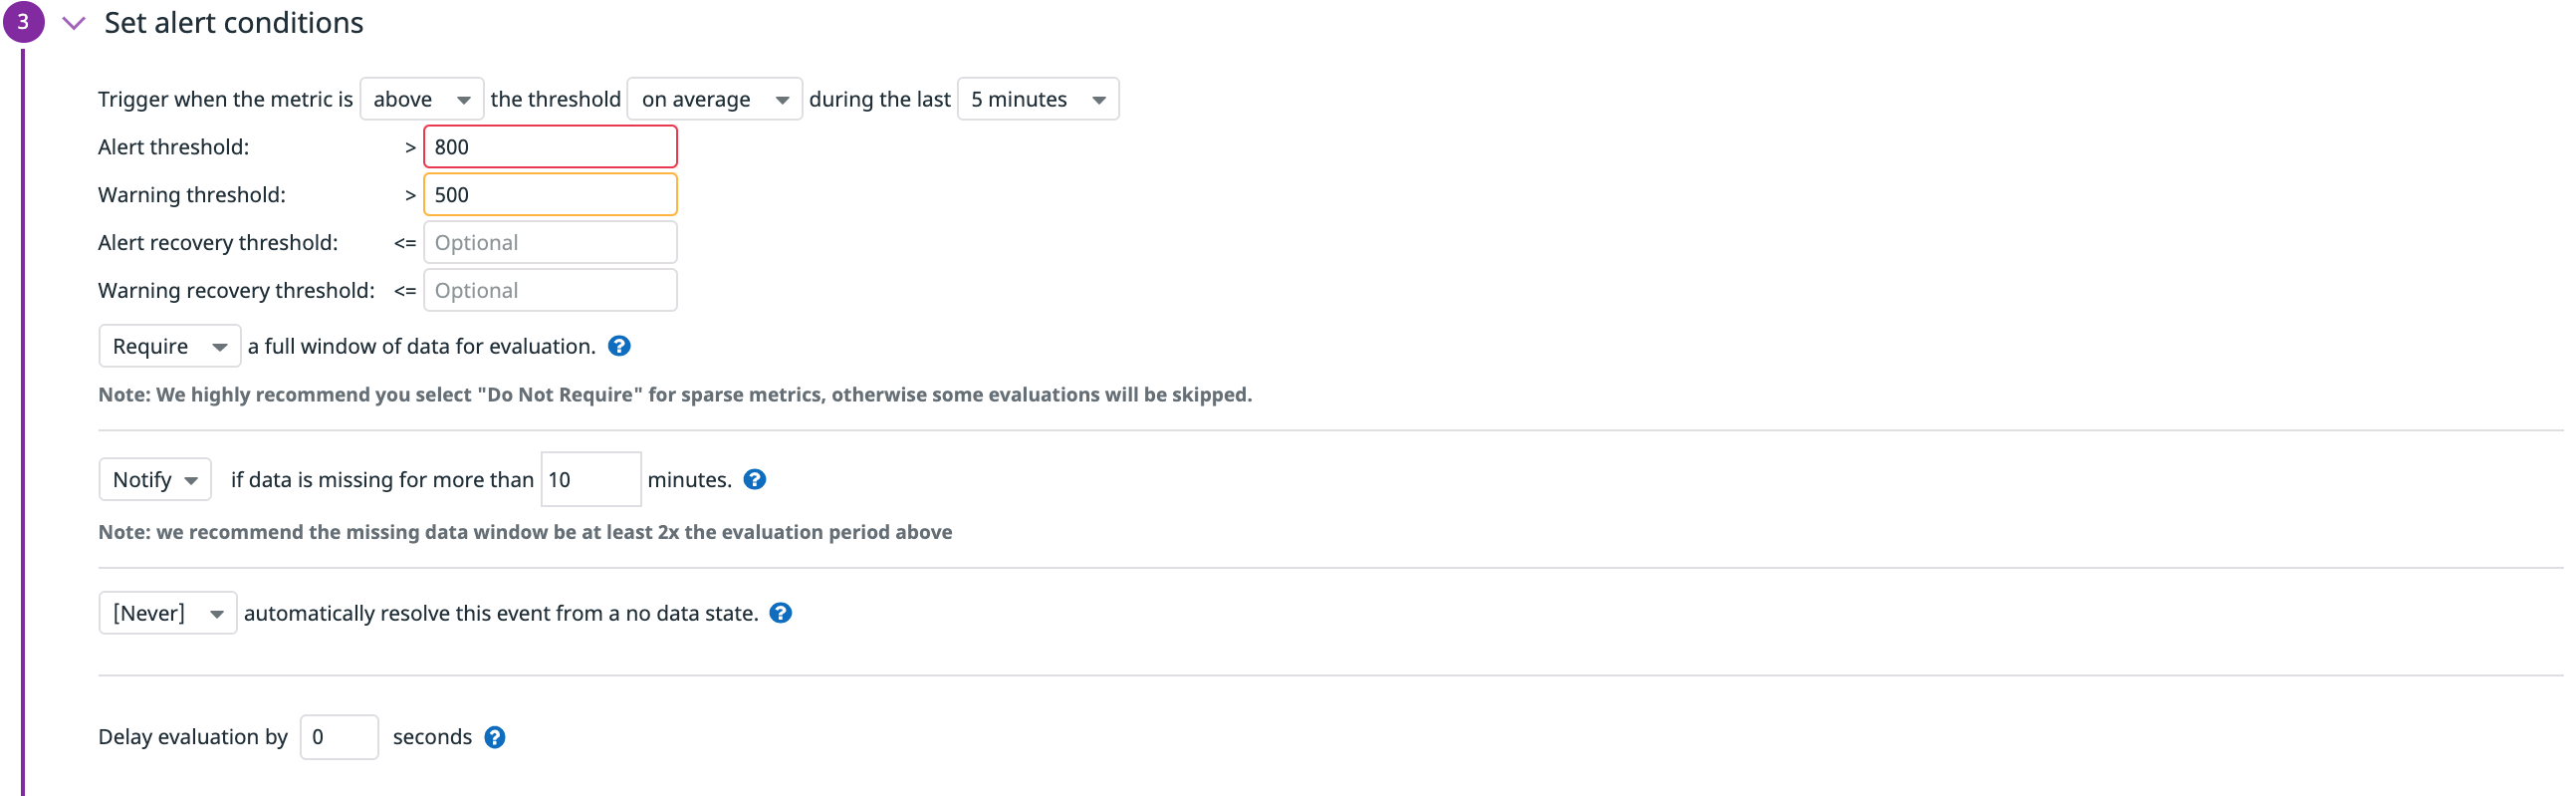 3 Set alert conditions
Trigger when the metric is above the threshold on average during the last 5 minutes
Alert threshold: > 800
Warning threshold: > 500
Alert recovery threshold: <= Optional
Warning recovery threshold: <= Optional
Require a full window of data for evaluation. ?
Note: We highly recommend you select "Do Not Require" for sparse metrics, otherwise some evaluations will be skipped.
Notify if data is missing for more than 10 minutes. ?
Note: we recommend the missing data window be at least 2x the evaluation period above
[Never] automatically resolve this event from a no data state. ?
Delay evaluation by 0 seconds ?